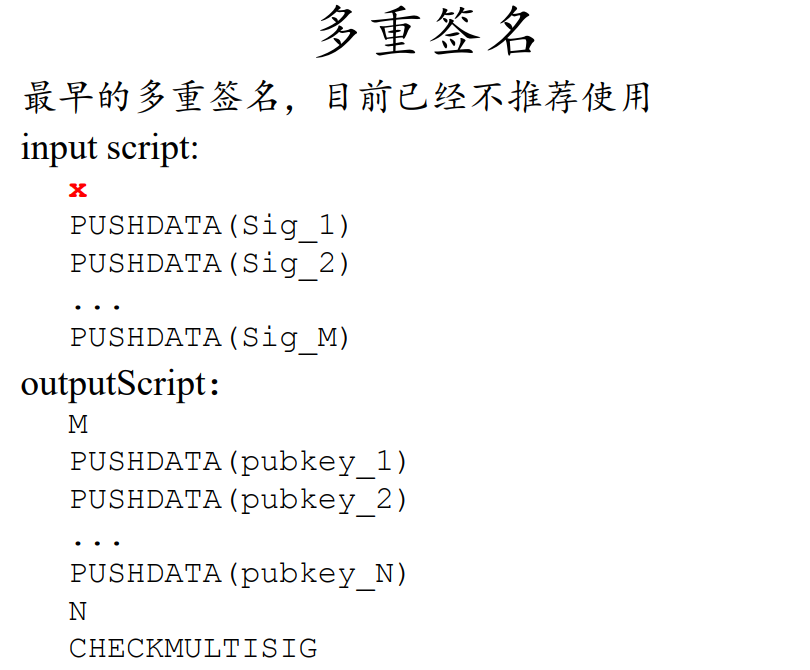 多重签名
最早的多重签名，目前已经不推荐使用
input script:
x
PUSHDATA(Sig_1)
PUSHDATA(Sig_2)
...
PUSHDATA(Sig_M)
outputScript：
M
PUSHDATA(pubkey_1)
PUSHDATA(pubkey_2)
...
PUSHDATA(pubkey_N)
N
CHECKMULTISIG